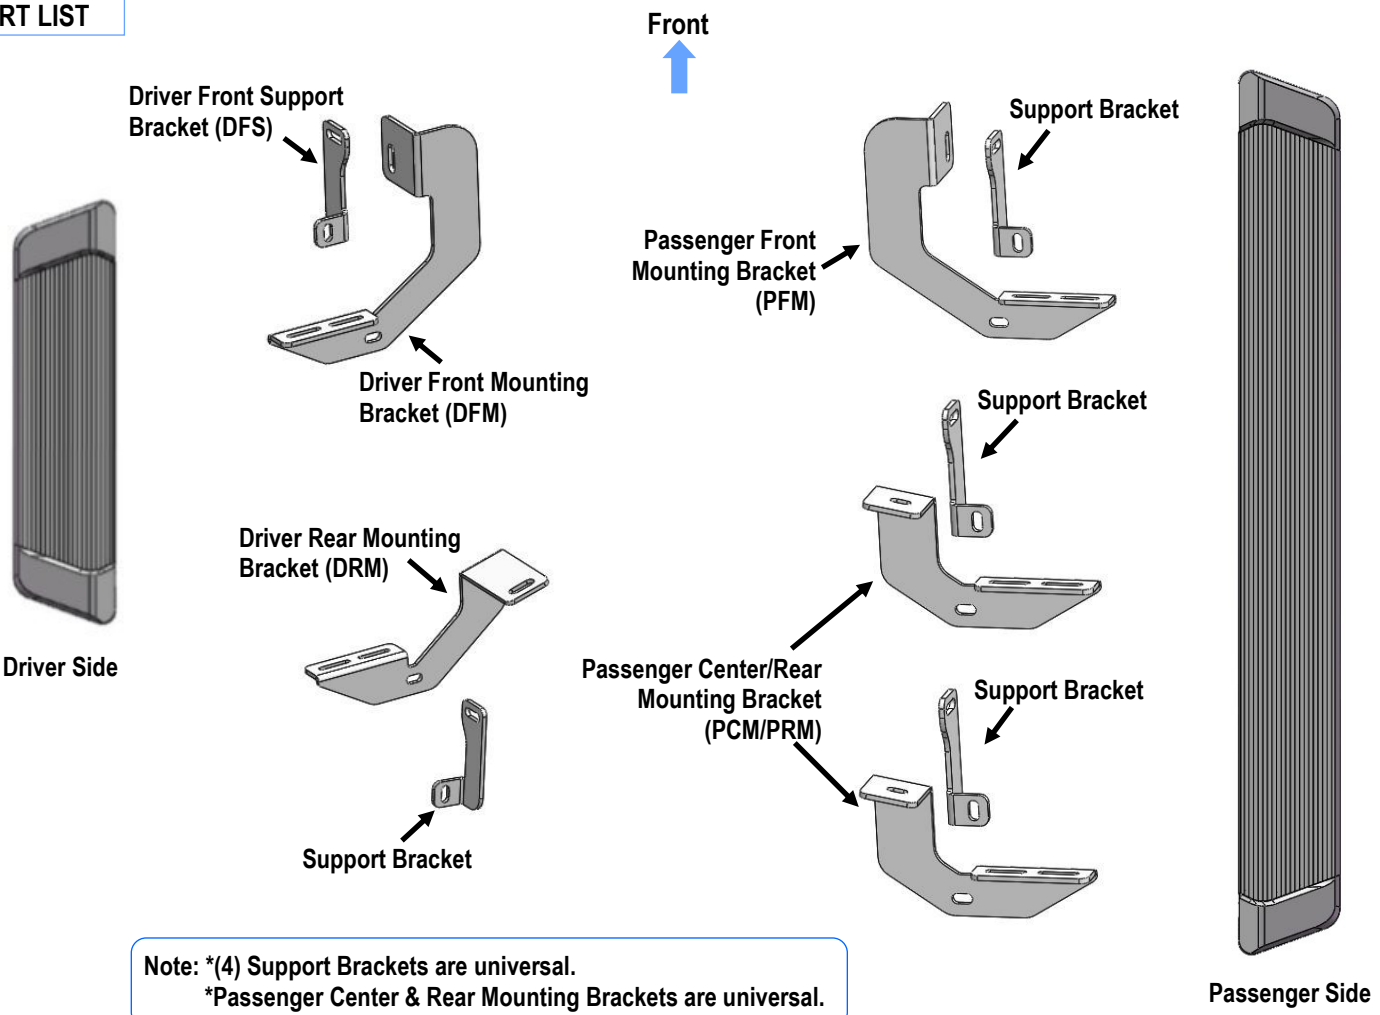 RT LIST
Front
Driver Front Support
Bracket (DFS)
Support Bracket
Passenger Front
Mounting Bracket
(PFM)
Driver Front Mounting
Bracket (DFM)
Support Bracket
Driver Rear Mounting
Bracket (DRM)
Driver Side
Passenger Center/Rear
Mounting Bracket
(PCM/PRM)
Support Bracket
Support Bracket
Note: *(4) Support Brackets are universal.
*Passenger Center & Rear Mounting Brackets are universal.
Passenger Side